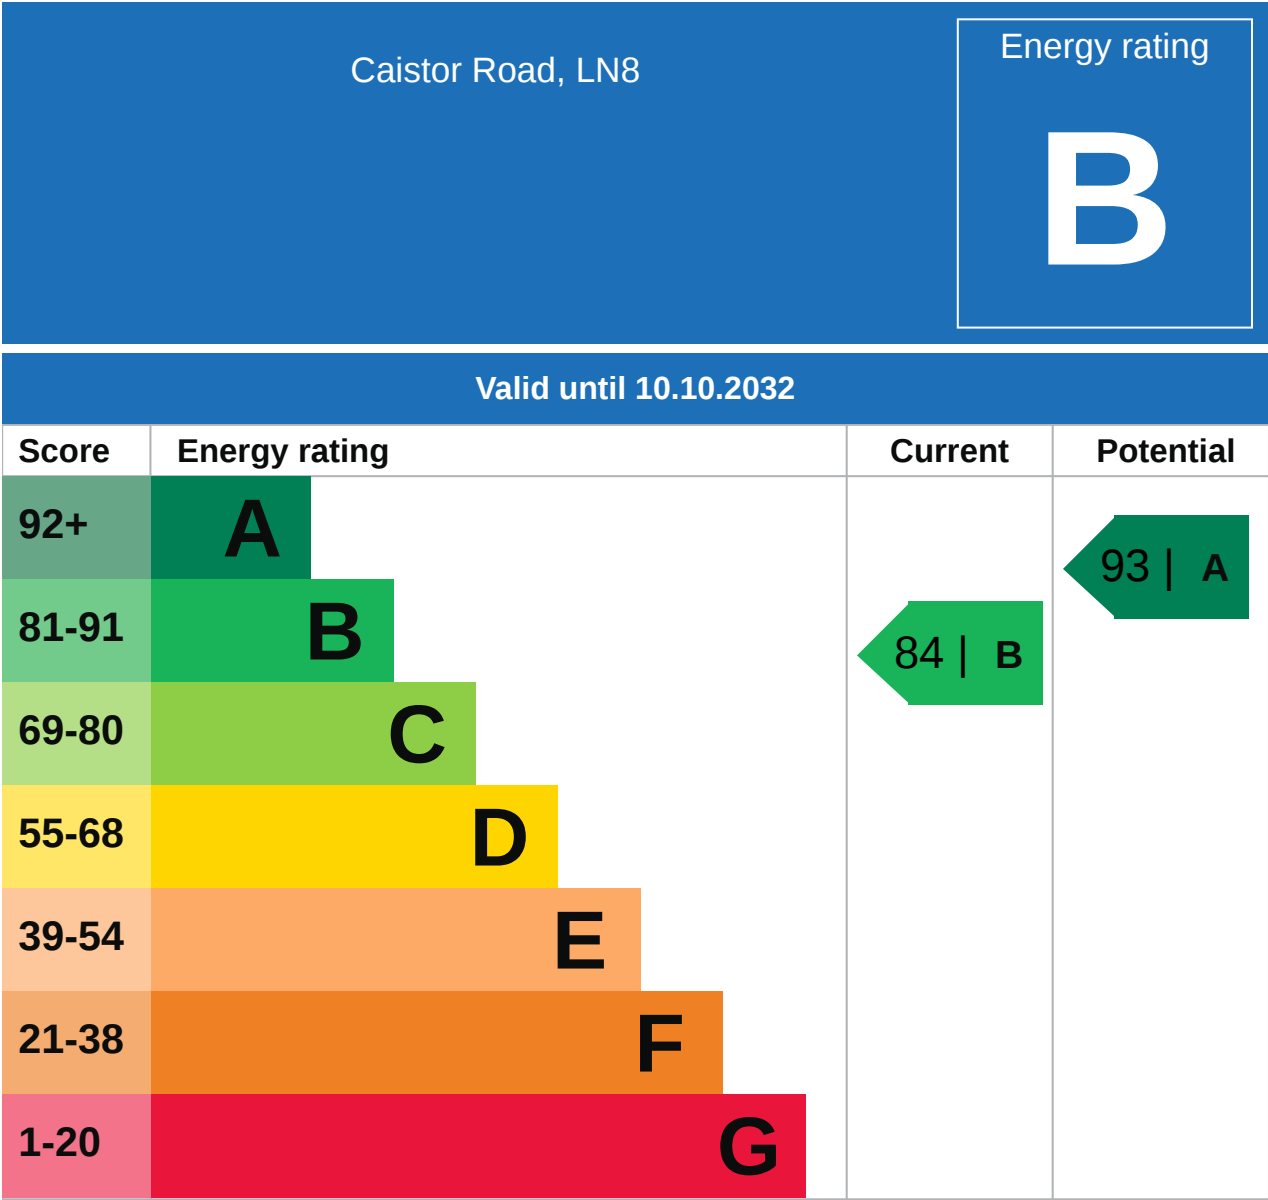 Caistor Road, LN8
Energy rating
B
Valid until 10.10.2032
Score Energy rating Current Potential
92+ A
93 | A
81-91 B
84 | B
69-80 C
55-68 D
39-54 E
21-38 F
1-20 G